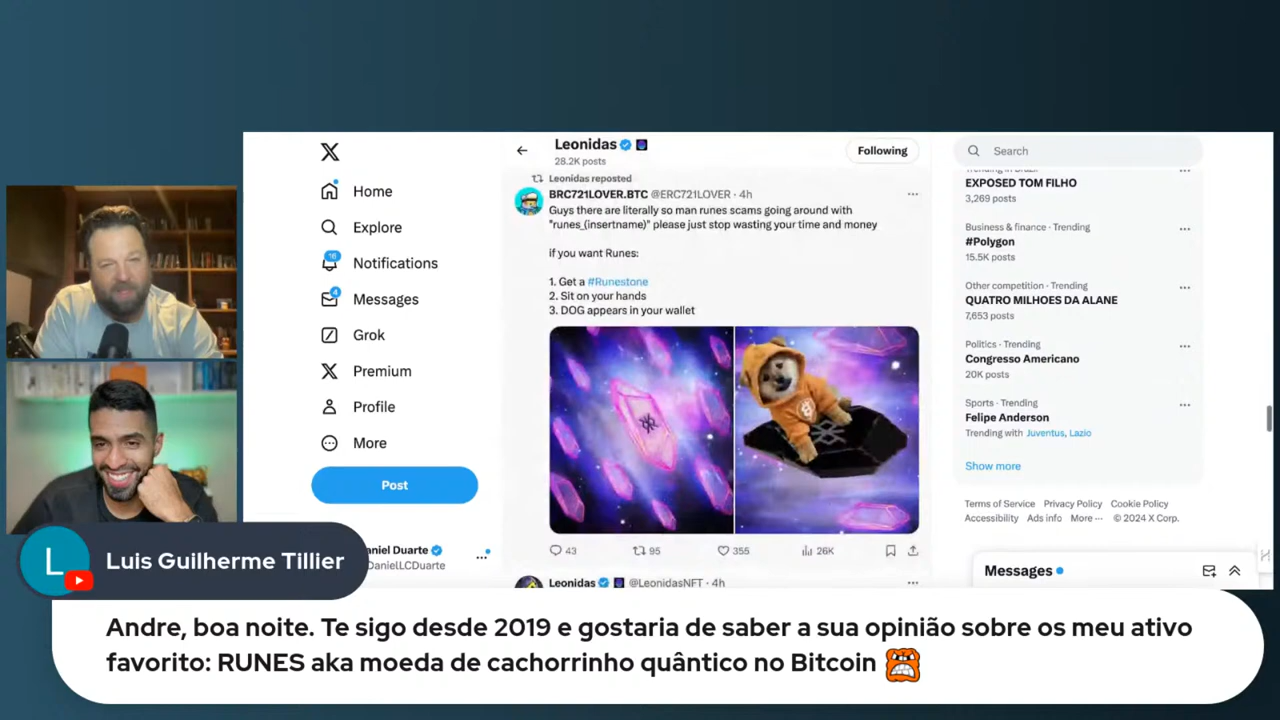 Home
Explore
16
Notifications
4
Messages
Grok
Premium
Profile
More
Post
aniel Duarte
DanielLCDuarte
Leonidas
28.2K posts
Following
Leonidas reposted
BRC721LOVER.BTC @ERC721LOVER · 4h
Guys there are literally so man runes scams going around with
"runes_(insertname)" please just stop wasting your time and money
if you want Runes:
1. Get a #Runestone
2. Sit on your hands
3. DOG appears in your wallet
43 95 355 26K
Leonidas @LeonidasNFT · 4h
Search
Trending in Brazil
EXPOSED TOM FILHO
3,269 posts
Business & finance · Trending
#Polygon
15.5K posts
Other competition · Trending
QUATRO MILHOES DA ALANE
7,653 posts
Politics · Trending
Congresso Americano
20K posts
Sports · Trending
Felipe Anderson
Trending with Juventus, Lazio
Show more
Terms of Service Privacy Policy Cookie Policy
Accessibility Ads info More ··· © 2024 X Corp.
Messages
L
Luis Guilherme Tillier
Andre, boa noite. Te sigo desde 2019 e gostaria de saber a sua opinião sobre os meu ativo
favorito: RUNES aka moeda de cachorrinho quântico no Bitcoin